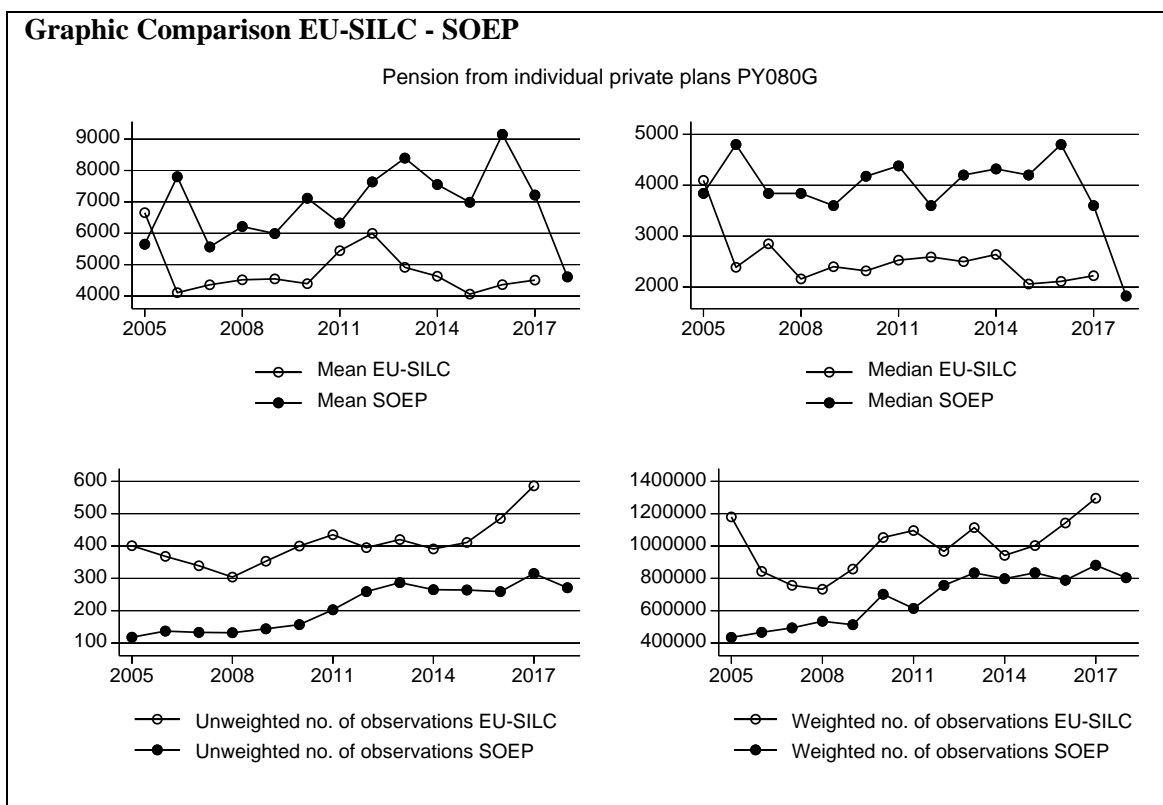 Graphic Comparison EU-SILC - SOEP
Pension from individual private plans PY080G
9000
8000
7000
6000
5000
4000
2005 2008 2011 2014 2017
Mean EU-SILC
Mean SOEP
5000
4000
3000
2000
2005 2008 2011 2014 2017
Median EU-SILC
Median SOEP
600
500
400
300
200
100
2005 2008 2011 2014 2017
Unweighted no. of observations EU-SILC
Unweighted no. of observations SOEP
1400000
1200000
1000000
800000
600000
400000
2005 2008 2011 2014 2017
Weighted no. of observations EU-SILC
Weighted no. of observations SOEP